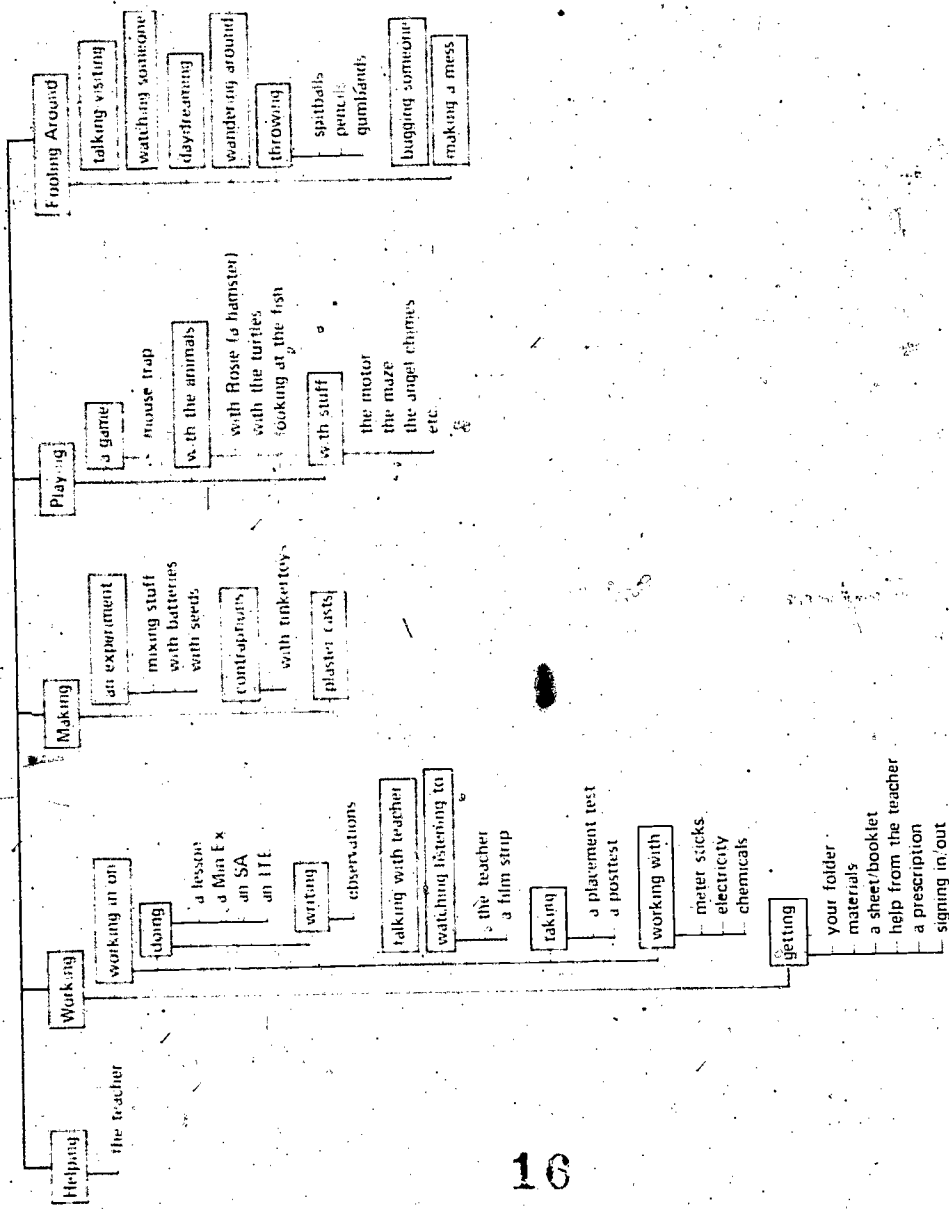 Helping
the teacher
Working
working in on
doing
a lesson
a Min Ex
an SA
an ITE
writing
observations
talking with teacher
watching listening to
the teacher
a film strip
taking
a placement test
a posttest
working with
meter sticks
electricity
chemicals
getting
your folder
materials
a sheet/booklet
help from the teacher
a prescription
signing in/out
Making
an experiment
mixing stuff
with batteries
with seeds
contraptions
with tinkertoys
plaster casts
Playing
a game
mouse trap
with the animals
with Rosie (a hamster)
with the turtles
looking at the fish
with stuff
the motor
the maze
the angel chimes
etc.
Fooling Around
talking visiting
watching someone
daydreaming
wandering around
throwing
spitballs
pencils
gumbands
bugging someone
making a mess
16